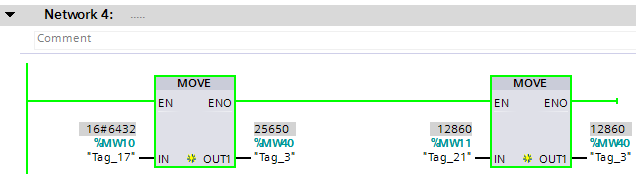 Network 4: .....
Comment
MOVE MOVE
EN ENO EN ENO
16#6432 25650 12860 12860
%MW10 %MW40 %MW11 %MW40
"Tag_17" IN OUT1 "Tag_3" "Tag_21" IN OUT1 "Tag_3"